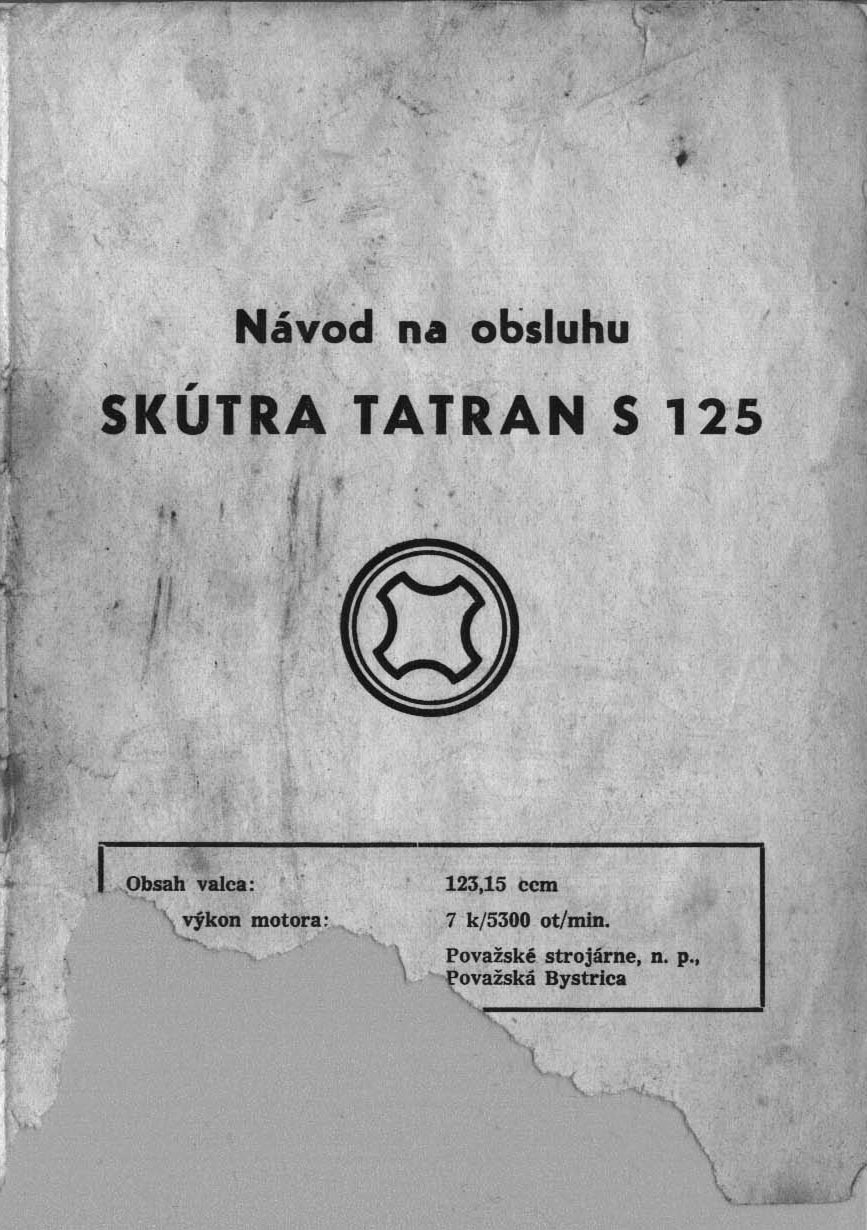 Návod na obsluhu
SKÚTRA TATRAN S 125
Obsah valca: 123,15 ccm
výkon motora: 7 k/5300 ot/min.
Považské strojárne, n. p.,
Považská Bystrica